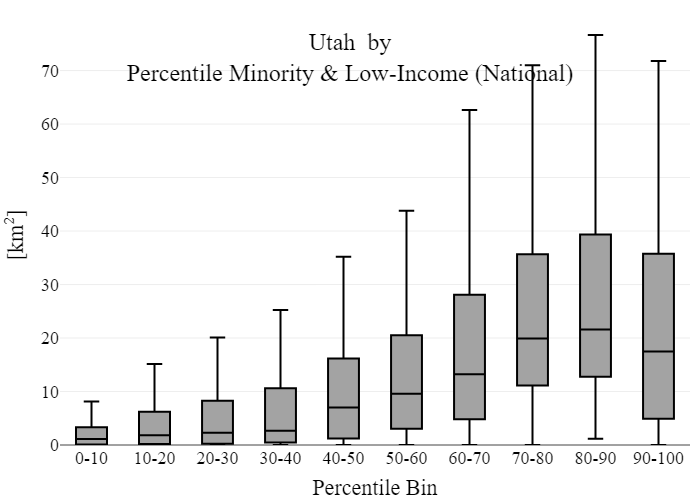 Utah by
Percentile Minority & Low-Income (National)
70
60
50
40
30
20
10
0
[km²]
0-10 10-20 20-30 30-40 40-50 50-60 60-70 70-80 80-90 90-100
Percentile Bin